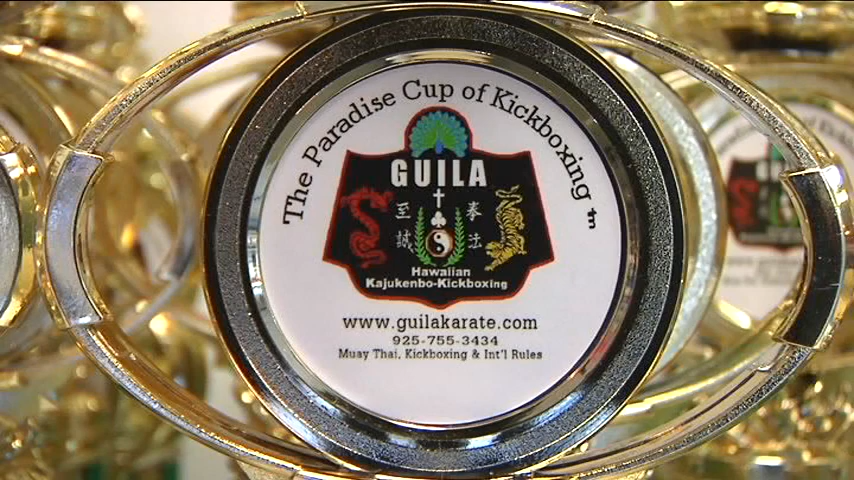 The Paradise Cup of Kickboxing tm
GUILA
至誠 拳法
Hawaiian
Kajukenbo-Kickboxing
www.guilakarate.com
925-755-3434
Muay Thai, Kickboxing & Int'l Rules